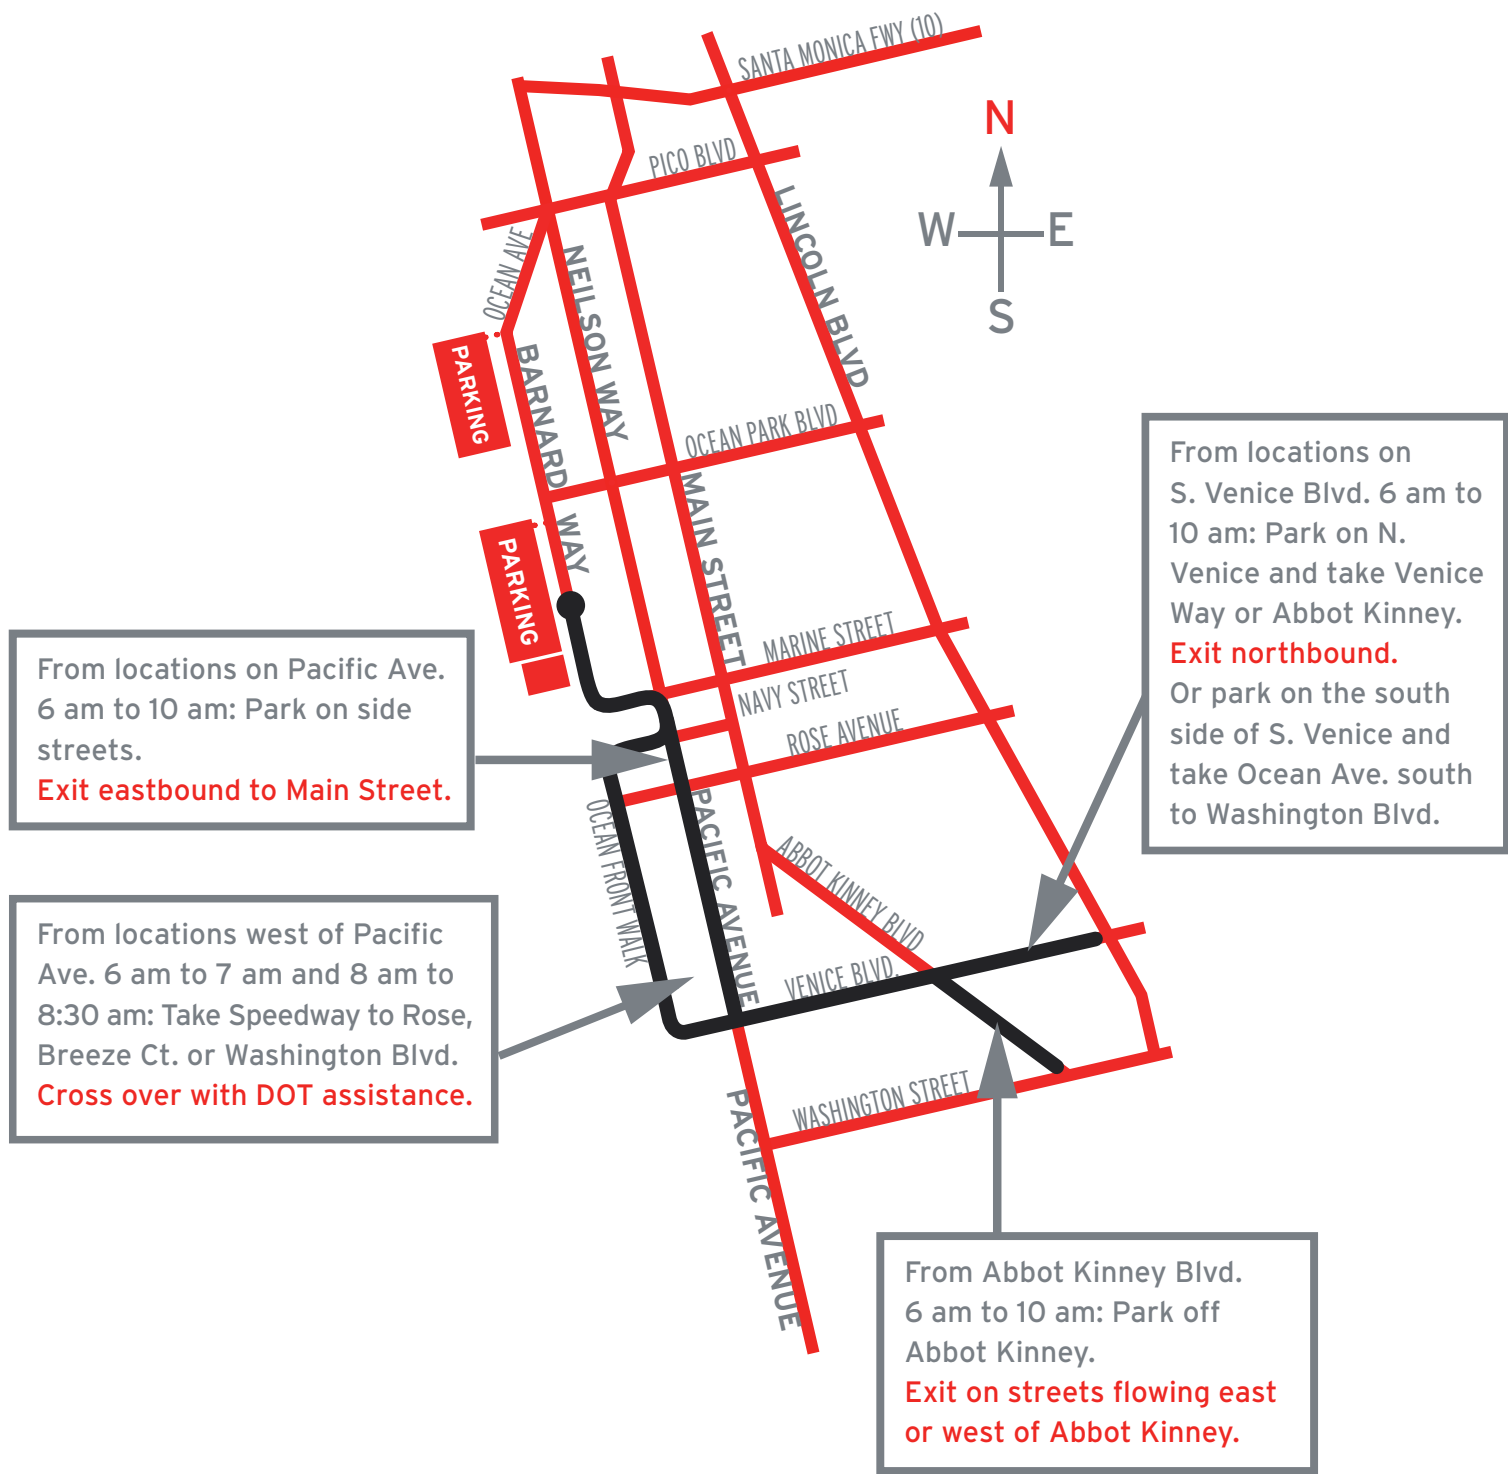 SANTA MONICA FWY (10)
N
PICO BLVD
LINCOLN BLVD
W
E
S
OCEAN AVE
NEILSON WAY
PARKING
BARNARD WAY
OCEAN PARK BLVD
MAIN STREET
PARKING
MARINE STREET
NAVY STREET
ROSE AVENUE
From locations on
S. Venice Blvd. 6 am to
10 am: Park on N.
Venice and take Venice
Way or Abbot Kinney.
Exit northbound.
Or park on the south
side of S. Venice and
take Ocean Ave. south
to Washington Blvd.
From locations on Pacific Ave.
6 am to 10 am: Park on side
streets.
Exit eastbound to Main Street.
OCEAN FRONT WALK
PACIFIC AVENUE
ABBOT KINNEY BLVD
VENICE BLVD.
From locations west of Pacific
Ave. 6 am to 7 am and 8 am to
8:30 am: Take Speedway to Rose,
Breeze Ct. or Washington Blvd.
Cross over with DOT assistance.
WASHINGTON STREET
PACIFIC AVENUE
From Abbot Kinney Blvd.
6 am to 10 am: Park off
Abbot Kinney.
Exit on streets flowing east
or west of Abbot Kinney.